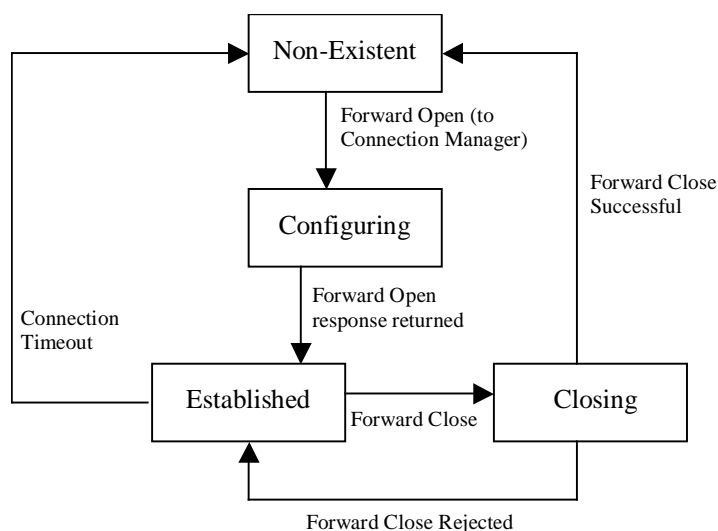 Non-Existent
Forward Open (to
Connection Manager)
Forward Close
Successful
Configuring
Forward Open
response returned
Connection
Timeout
Established
Forward Close
Closing
Forward Close Rejected